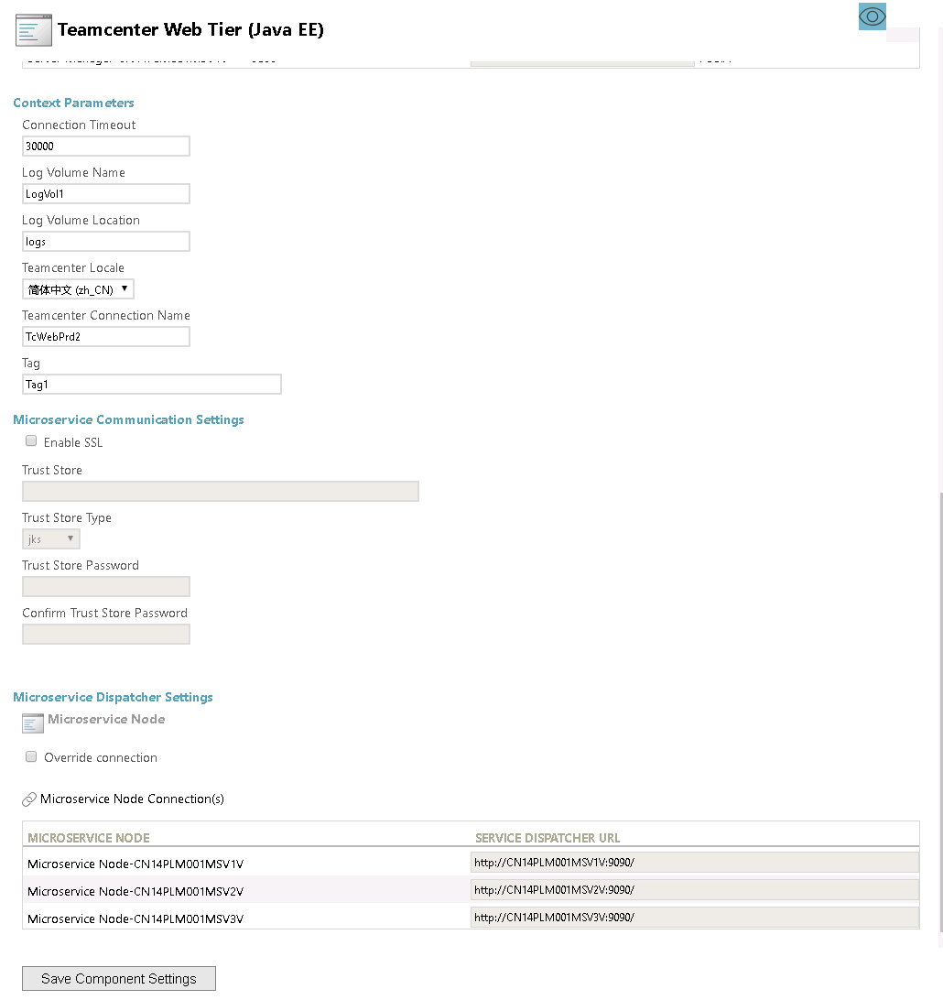 Teamcenter Web Tier (Java EE)
Context Parameters
Connection Timeout
30000
Log Volume Name
LogVol1
Log Volume Location
logs
Teamcenter Locale
简体中文 (zh_CN)
Teamcenter Connection Name
TcWebPrd2
Tag
Tag1
Microservice Communication Settings
Enable SSL
Trust Store
Trust Store Type
jks
Trust Store Password
Confirm Trust Store Password
Microservice Dispatcher Settings
Microservice Node
Override connection
Microservice Node Connection(s)
MICROSERVICE NODE SERVICE DISPATCHER URL
Microservice Node-CN14PLM001MSV1V http://CN14PLM001MSV1V:9090/
Microservice Node-CN14PLM001MSV2V http://CN14PLM001MSV2V:9090/
Microservice Node-CN14PLM001MSV3V http://CN14PLM001MSV3V:9090/
Save Component Settings